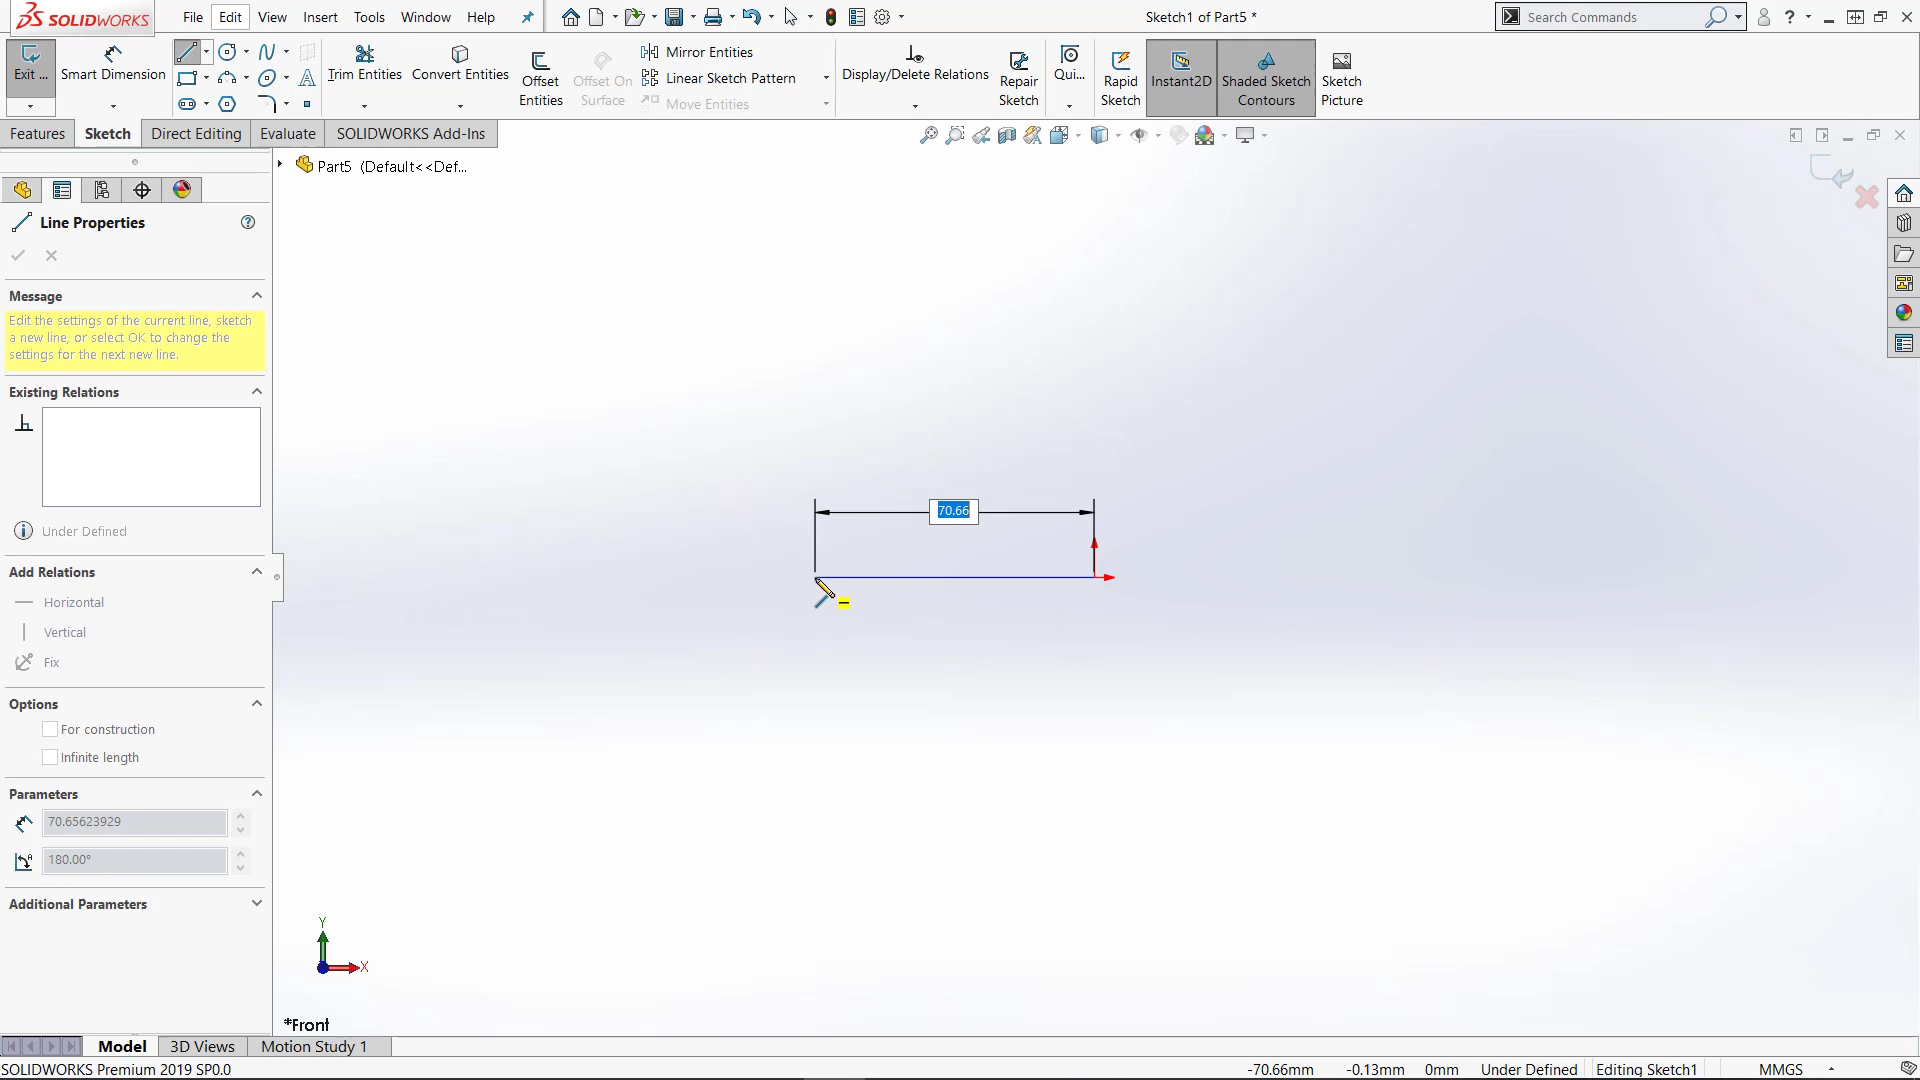 SOLIDWORKS
File Edit View Insert Tools Window Help
Sketch1 of Part5 *
Search Commands
Exit ...
Smart Dimension
Trim Entities
Convert Entities
Offset Entities
Offset On Surface
Mirror Entities
Linear Sketch Pattern
Move Entities
Display/Delete Relations
Repair Sketch
Qui...
Rapid Sketch
Instant2D
Shaded Sketch Contours
Sketch Picture
Features Sketch Direct Editing Evaluate SOLIDWORKS Add-Ins
Part5 (Default<<Def...
Line Properties
Message
Edit the settings of the current line, sketch
a new line, or select OK to change the
settings for the next new line.
Existing Relations
Under Defined
Add Relations
Horizontal
Vertical
Fix
Options
For construction
Infinite length
Parameters
70.65623929
180.00°
Additional Parameters
70.66
Y
X
*Front
Model 3D Views Motion Study 1
SOLIDWORKS Premium 2019 SP0.0
-70.66mm -0.13mm 0mm Under Defined Editing Sketch1 MMGS